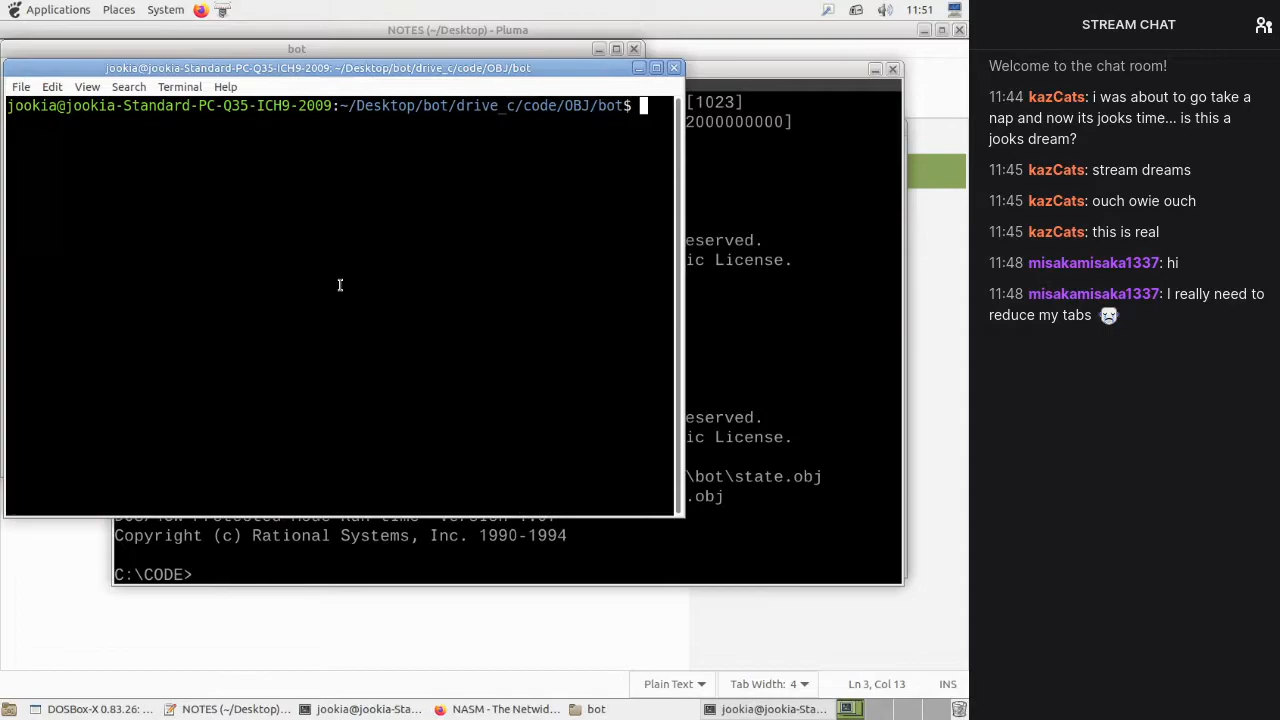 Applications Places System 11:51
NOTES (~/Desktop) - Pluma
bot
jookia@jookia-Standard-PC-Q35-ICH9-2009: ~/Desktop/bot/drive_c/code/OBJ/bot
File Edit View Search Terminal Help
jookia@jookia-Standard-PC-Q35-ICH9-2009:~/Desktop/bot/drive_c/code/OBJ/bot$
[1023]
2000000000]
eserved.
ic License.
eserved.
ic License.
\bot\state.obj
.obj
Copyright (c) Rational Systems, Inc. 1990-1994
C:\CODE>
Plain Text Tab Width: 4 Ln 3, Col 13 INS
DOSBox-X 0.83.26: ... NOTES (~/Desktop)... jookia@jookia-Sta... NASM - The Netwid... bot jookia@jookia-Sta...
STREAM CHAT
Welcome to the chat room!
11:44 kazCats: i was about to go take a
nap and now its jooks time... is this a
jooks dream?
11:45 kazCats: stream dreams
11:45 kazCats: ouch owie ouch
11:45 kazCats: this is real
11:48 misakamisaka1337: hi
11:48 misakamisaka1337: I really need to
reduce my tabs